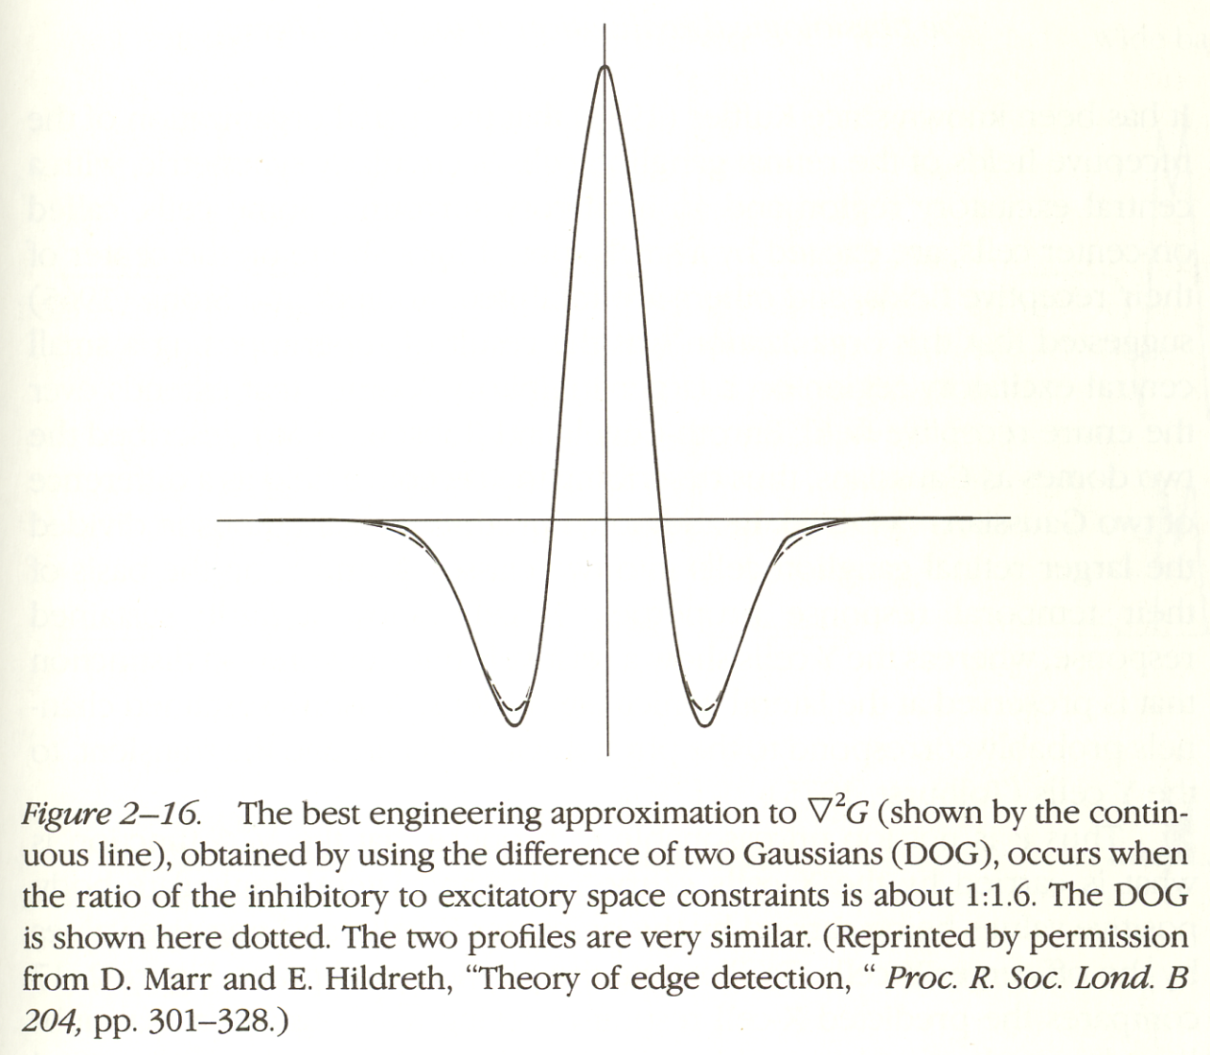 Figure 2–16. The best engineering approximation to ∇²G (shown by the contin-
uous line), obtained by using the difference of two Gaussians (DOG), occurs when
the ratio of the inhibitory to excitatory space constraints is about 1:1.6. The DOG
is shown here dotted. The two profiles are very similar. (Reprinted by permission
from D. Marr and E. Hildreth, “Theory of edge detection, “ Proc. R. Soc. Lond. B
204, pp. 301–328.)